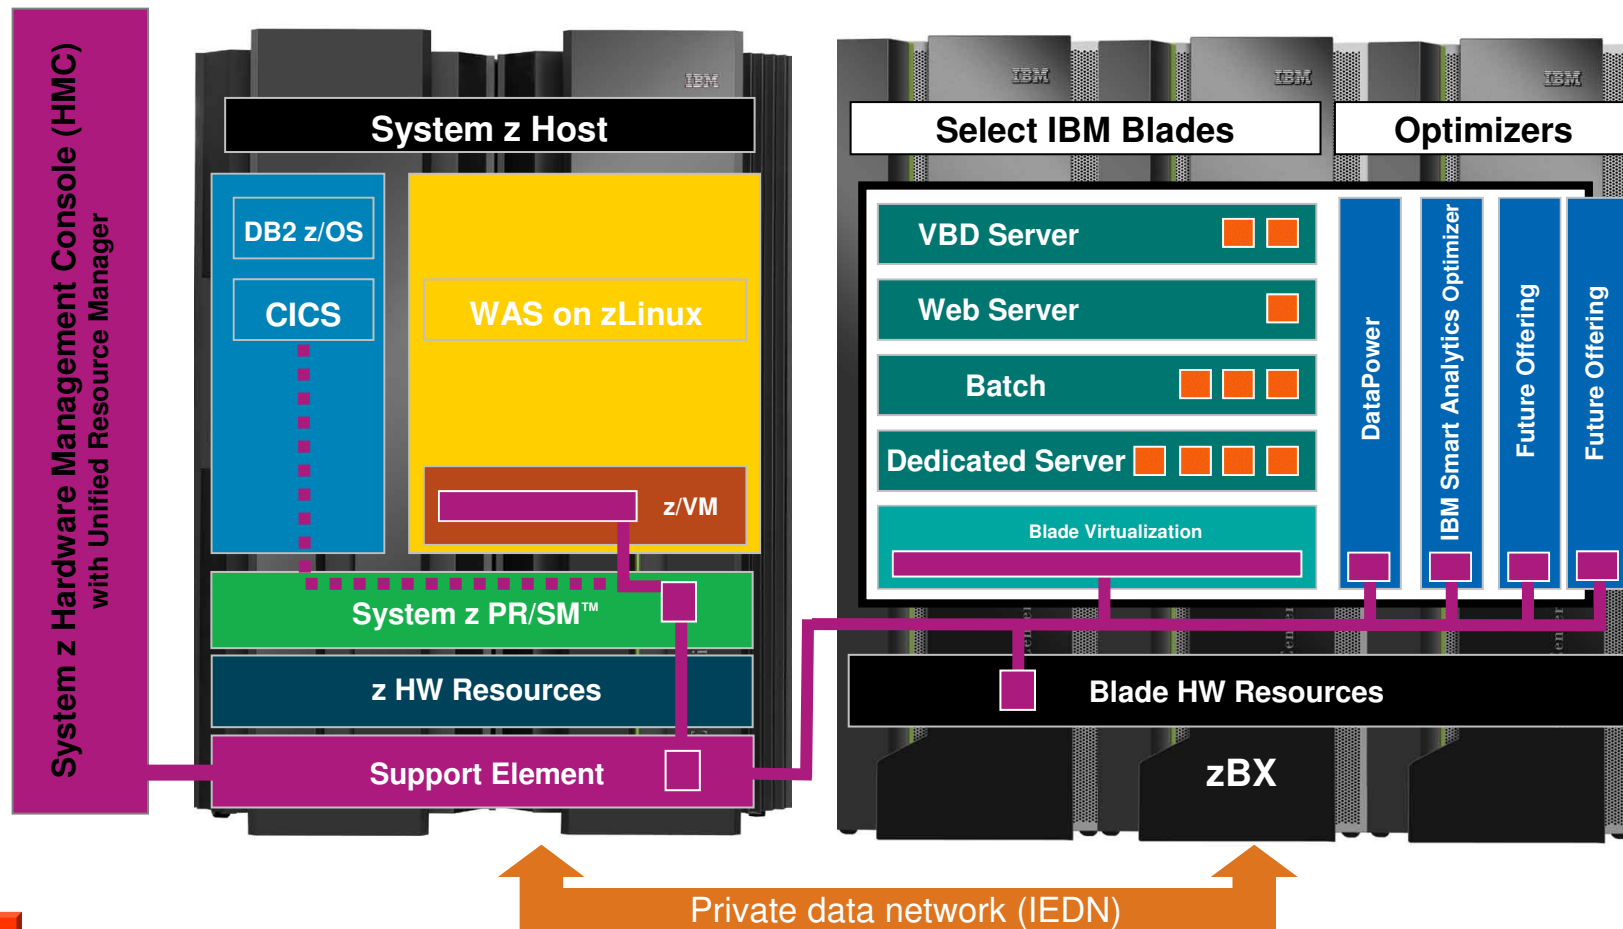 System z Hardware Management Console (HMC)
with Unified Resource Manager
IBM
System z Host
DB2 z/OS
CICS
WAS on zLinux
z/VM
System z PR/SM™
z HW Resources
Support Element
IBM
IBM
IBM
Select IBM Blades
Optimizers
VBD Server
Web Server
Batch
Dedicated Server
Blade Virtualization
DataPower
IBM Smart Analytics Optimizer
Future Offering
Future Offering
Blade HW Resources
zBX
Private data network (IEDN)